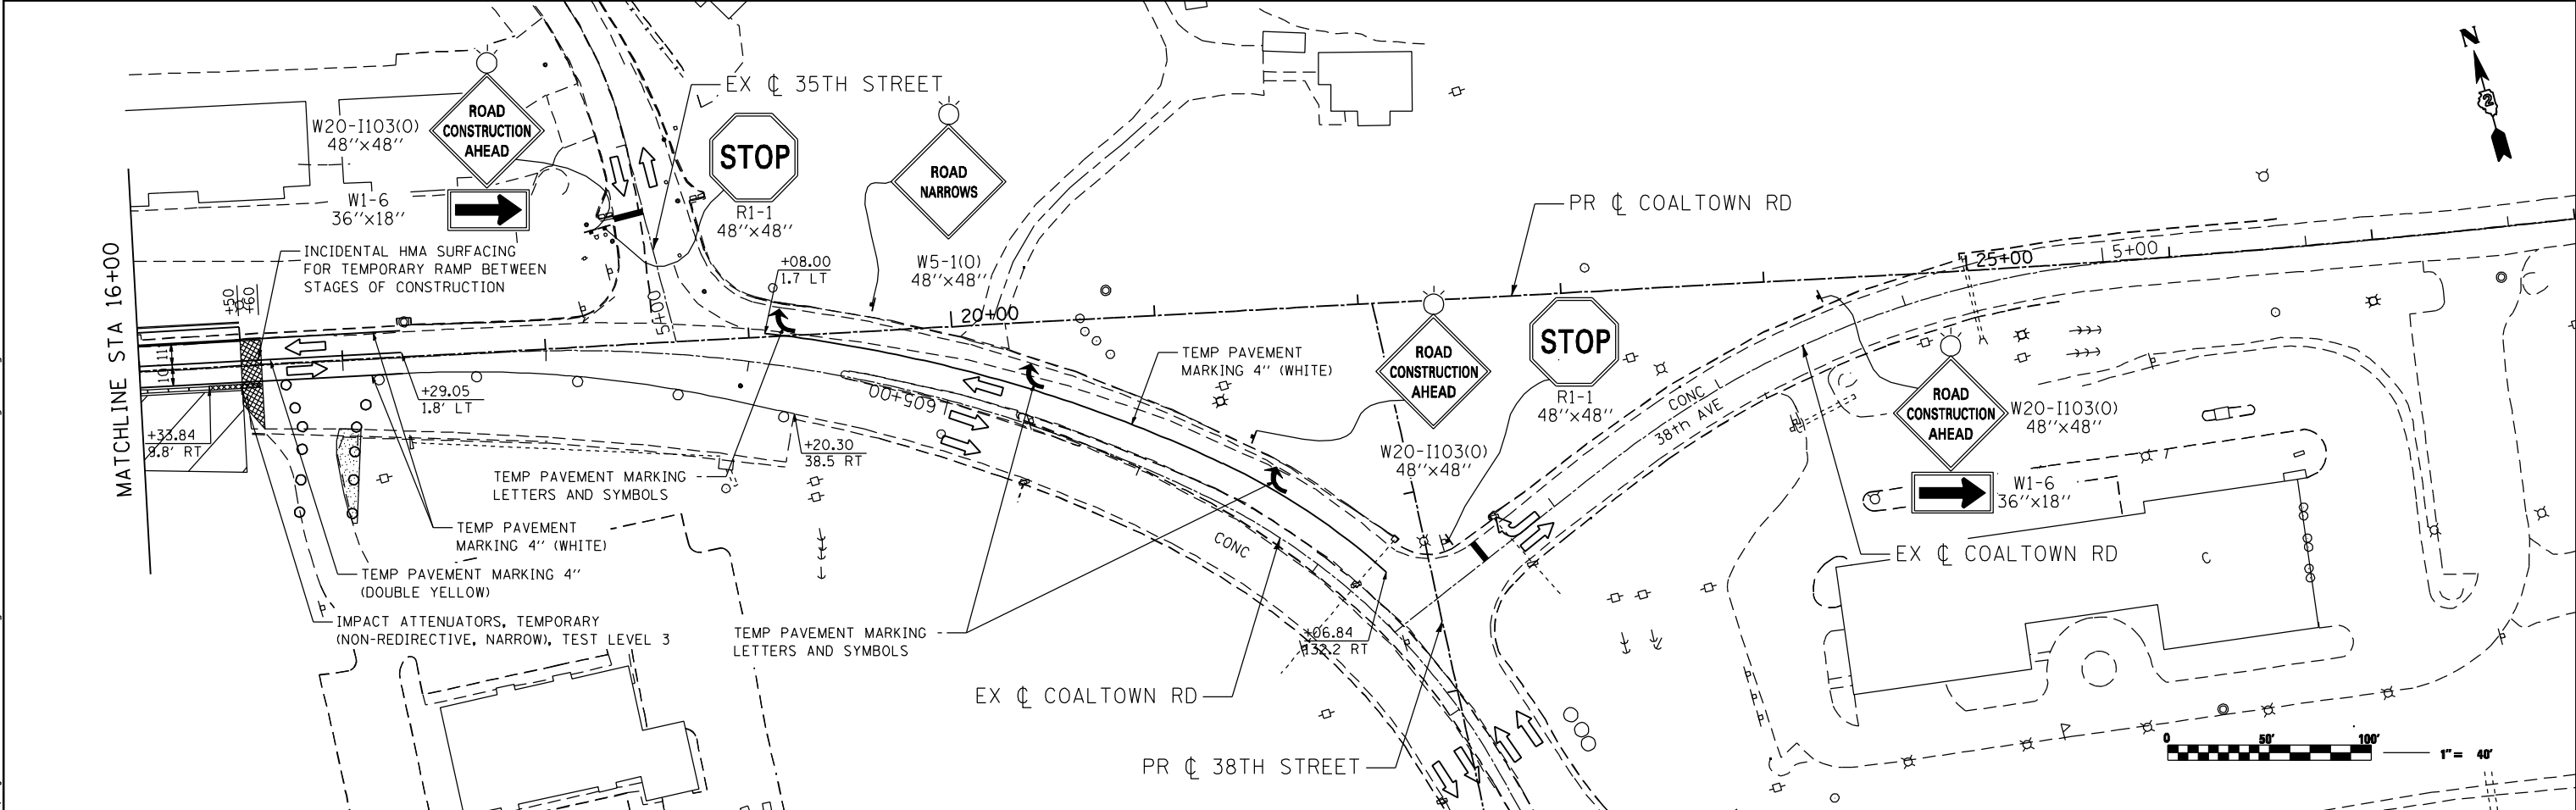 N
2
EX ℄ 35TH STREET
ROAD
CONSTRUCTION
AHEAD
W20-I103(O)
48''x48''
W1-6
36''x18''
STOP
R1-1
48''x48''
ROAD
NARROWS
W5-1(O)
48''x48''
PR ℄ COALTOWN RD
MATCHLINE STA 16+00
INCIDENTAL HMA SURFACING
FOR TEMPORARY RAMP BETWEEN
STAGES OF CONSTRUCTION
+50
+60
+08.00
1.7 LT
5+00
20+00
25+00
5+00
11
10
+29.05
1.8' LT
+33.84
9.8' RT
+20.30
38.5 RT
1605+00
TEMP PAVEMENT
MARKING 4'' (WHITE)
ROAD
CONSTRUCTION
AHEAD
W20-I103(O)
48''x48''
STOP
R1-1
48''x48''
CONC
38th AVE
ROAD
CONSTRUCTION
AHEAD
W20-I103(O)
48''x48''
W1-6
36''x18''
TEMP PAVEMENT MARKING
LETTERS AND SYMBOLS
TEMP PAVEMENT
MARKING 4'' (WHITE)
TEMP PAVEMENT MARKING 4''
(DOUBLE YELLOW)
IMPACT ATTENUATORS, TEMPORARY
(NON-REDIRECTIVE, NARROW), TEST LEVEL 3
TEMP PAVEMENT MARKING
LETTERS AND SYMBOLS
CONC
EX ℄ COALTOWN RD
C
+06.84
132.2 RT
EX ℄ COALTOWN RD
PR ℄ 38TH STREET
0 50' 100'
1" = 40'